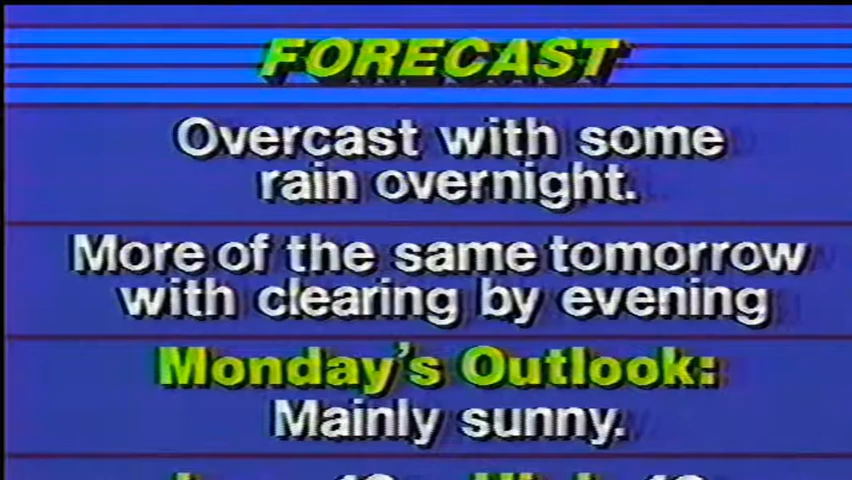 FORECAST
Overcast with some
rain overnight.
More of the same tomorrow
with clearing by evening
Monday's Outlook:
Mainly sunny.